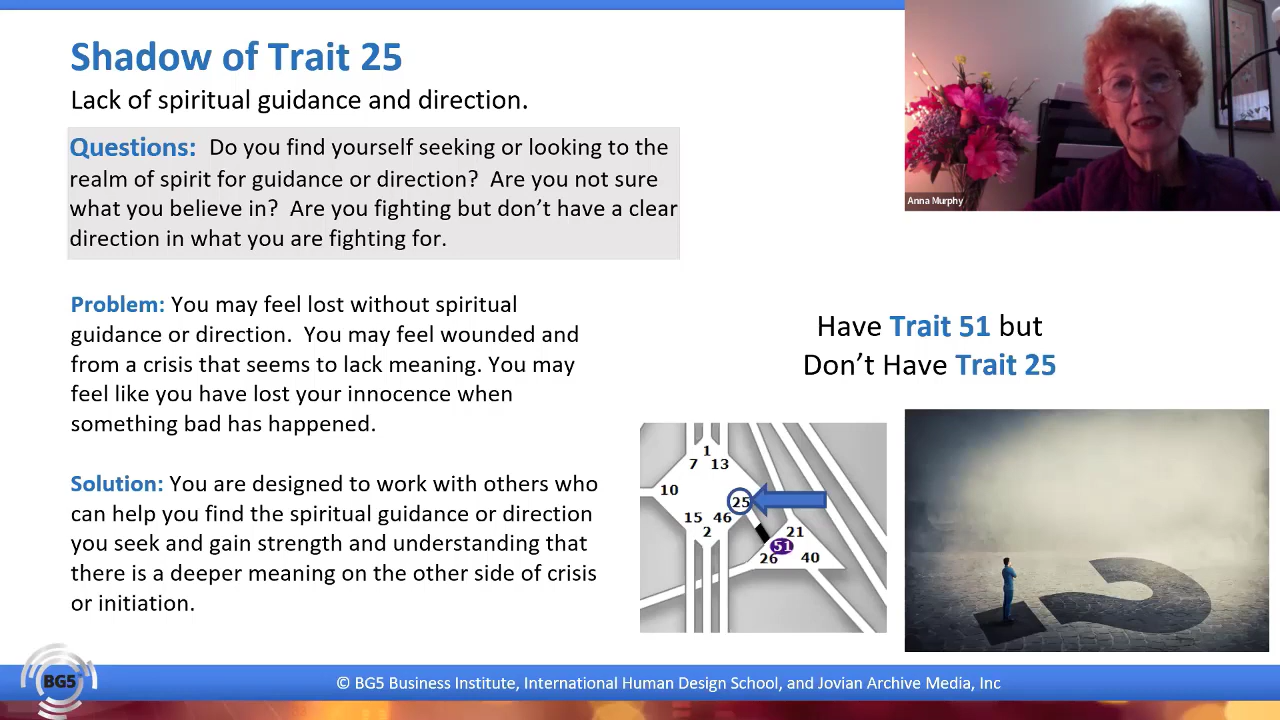 Shadow of Trait 25
Lack of spiritual guidance and direction.
Questions: Do you find yourself seeking or looking to the
realm of spirit for guidance or direction? Are you not sure
what you believe in? Are you fighting but don't have a clear
direction in what you are fighting for.
Problem: You may feel lost without spiritual
guidance or direction. You may feel wounded and
from a crisis that seems to lack meaning. You may
feel like you have lost your innocence when
something bad has happened.
Solution: You are designed to work with others who
can help you find the spiritual guidance or direction
you seek and gain strength and understanding that
there is a deeper meaning on the other side of crisis
or initiation.
Anna Murphy
Have Trait 51 but
Don't Have Trait 25
1
7 13
10
25
15 46
2
21
51
26 40
BG5
© BG5 Business Institute, International Human Design School, and Jovian Archive Media, Inc